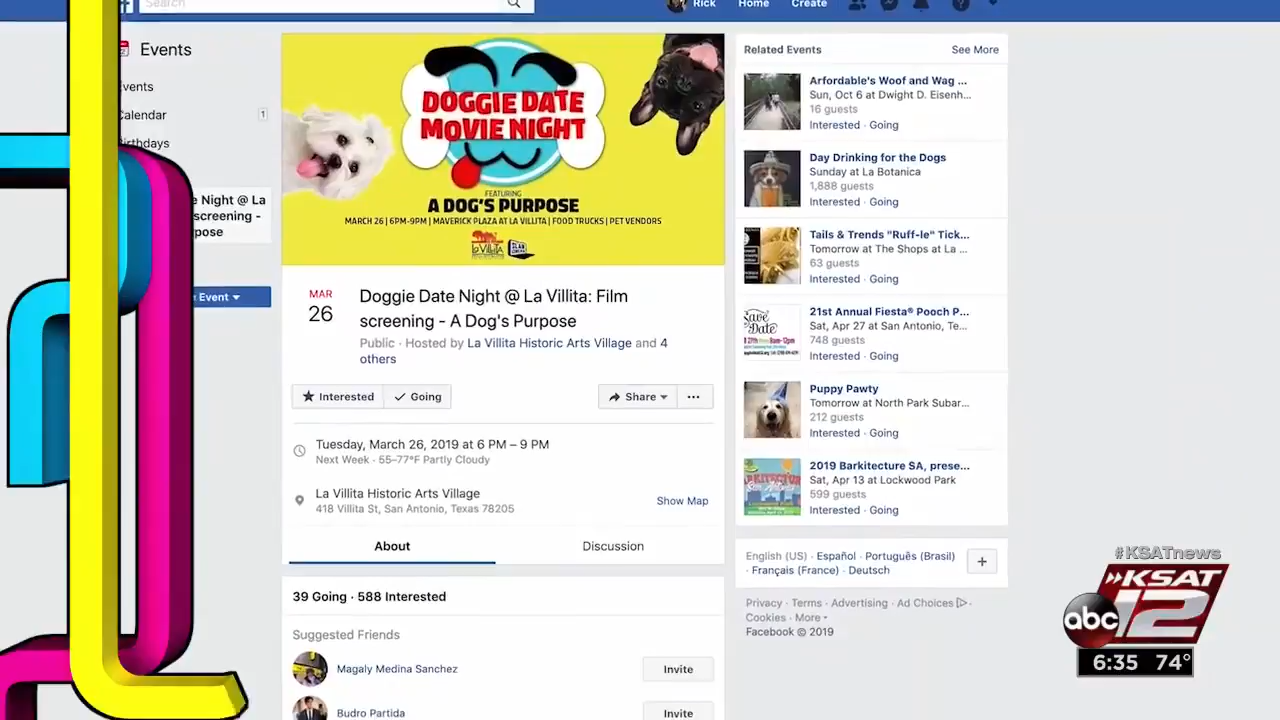 Search
Rick
Home
Create
Events
Events
Calendar
1
Birthdays
e Night @ La
screening -
pose
Event
DOGGIE DATE
MOVIE NIGHT
FEATURING
A DOG'S PURPOSE
MARCH 26 | 6PM-9PM | MAVERICK PLAZA AT LA VILLITA | FOOD TRUCKS | PET VENDORS
La Villita
SLAB
CINEMA
MAR
26
Doggie Date Night @ La Villita: Film
screening - A Dog's Purpose
Public · Hosted by La Villita Historic Arts Village and 4
others
Interested
Going
Share
Tuesday, March 26, 2019 at 6 PM – 9 PM
Next Week · 55–77°F Partly Cloudy
La Villita Historic Arts Village
418 Villita St, San Antonio, Texas 78205
Show Map
About
Discussion
39 Going · 588 Interested
Suggested Friends
Magaly Medina Sanchez
Invite
Budro Partida
Invite
Related Events
See More
Arfordable's Woof and Wag ...
Sun, Oct 6 at Dwight D. Eisenh...
16 guests
Interested · Going
Day Drinking for the Dogs
Sunday at La Botanica
1,888 guests
Interested · Going
Tails & Trends "Ruff-le" Tick...
Tomorrow at The Shops at La ...
63 guests
Interested · Going
21st Annual Fiesta® Pooch P...
Sat, Apr 27 at San Antonio, Te...
748 guests
Interested · Going
Puppy Pawty
Tomorrow at North Park Subar...
212 guests
Interested · Going
2019 Barkitecture SA, prese...
Sat, Apr 13 at Lockwood Park
599 guests
Interested · Going
English (US) · Español · Português (Brasil)
· Français (France) · Deutsch
Privacy · Terms · Advertising · Ad Choices ·
Cookies · More
Facebook © 2019
#KSATnews
KSAT
abc 12
6:35 74°